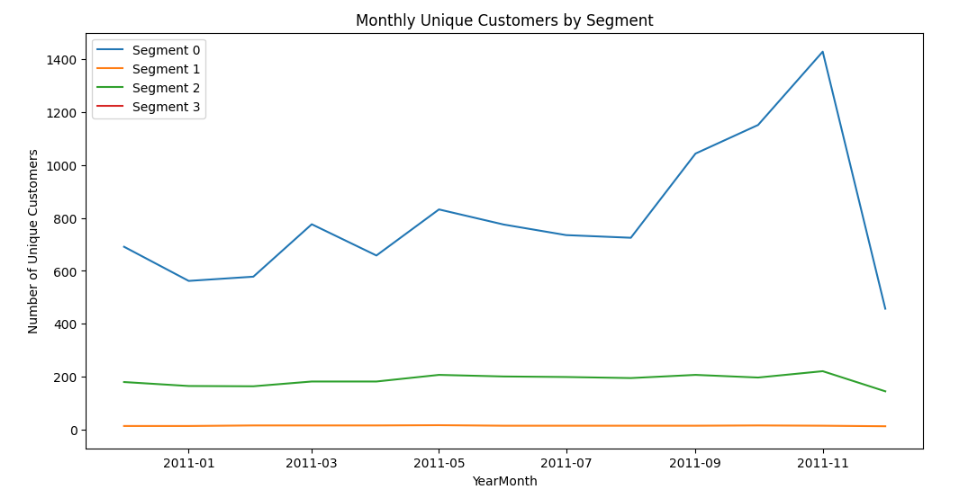 Monthly Unique Customers by Segment
Segment 0
Segment 1
Segment 2
Segment 3
1400
1200
1000
800
600
400
200
0
Number of Unique Customers
2011-01 2011-03 2011-05 2011-07 2011-09 2011-11
YearMonth